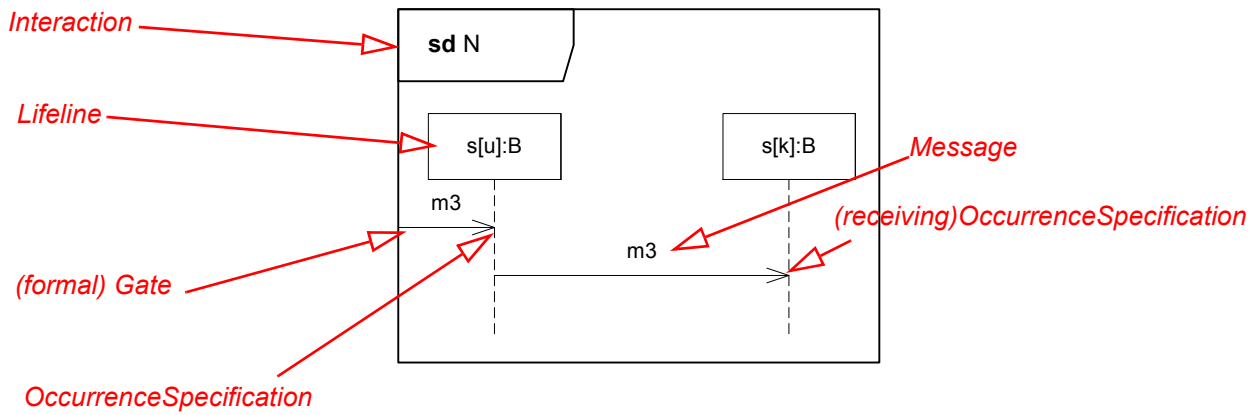 Interaction
sd N
Lifeline
s[u]:B
s[k]:B
Message
m3
(receiving)OccurrenceSpecification
m3
(formal) Gate
OccurrenceSpecification